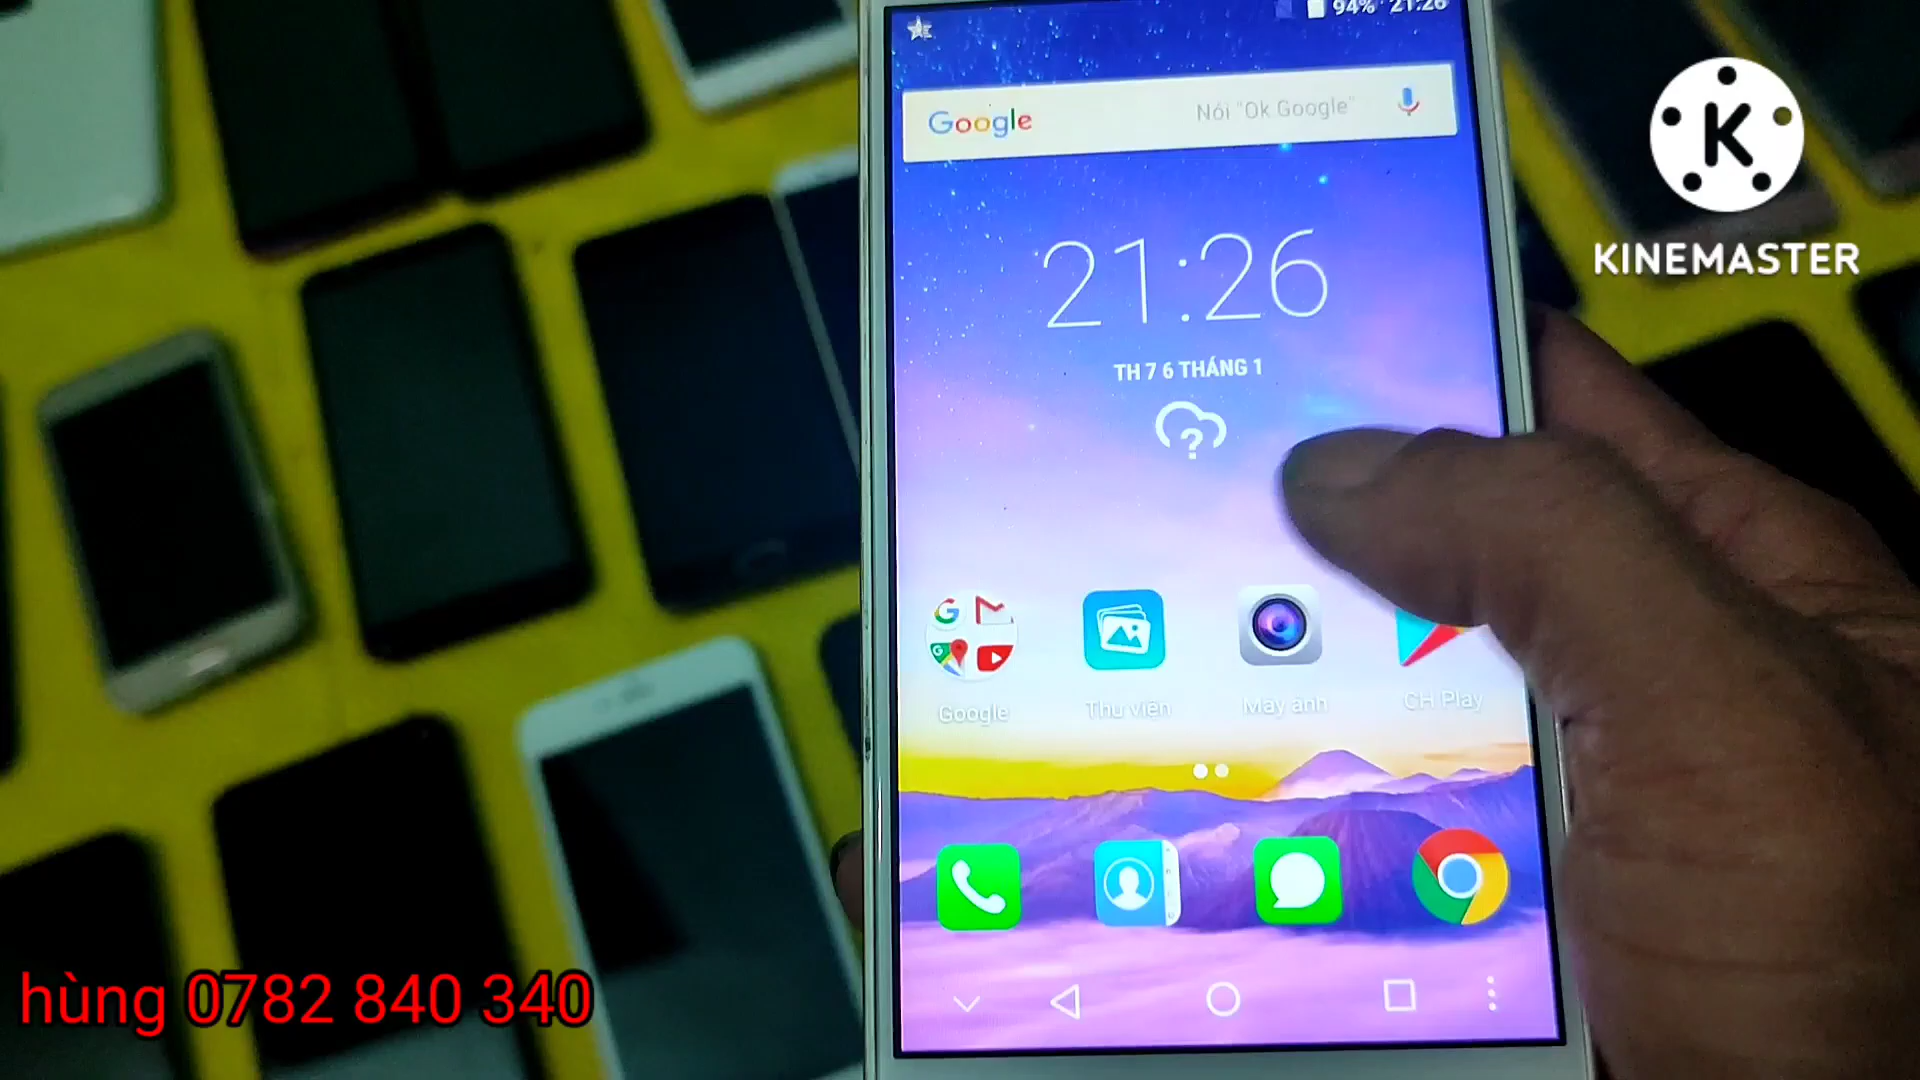 94% 21:26
Google Nói "Ok Google"
21:26
TH 7 6 THÁNG 1
?
Google Thư viện Máy ảnh CH Play
K
KINEMASTER
hùng 0782 840 340